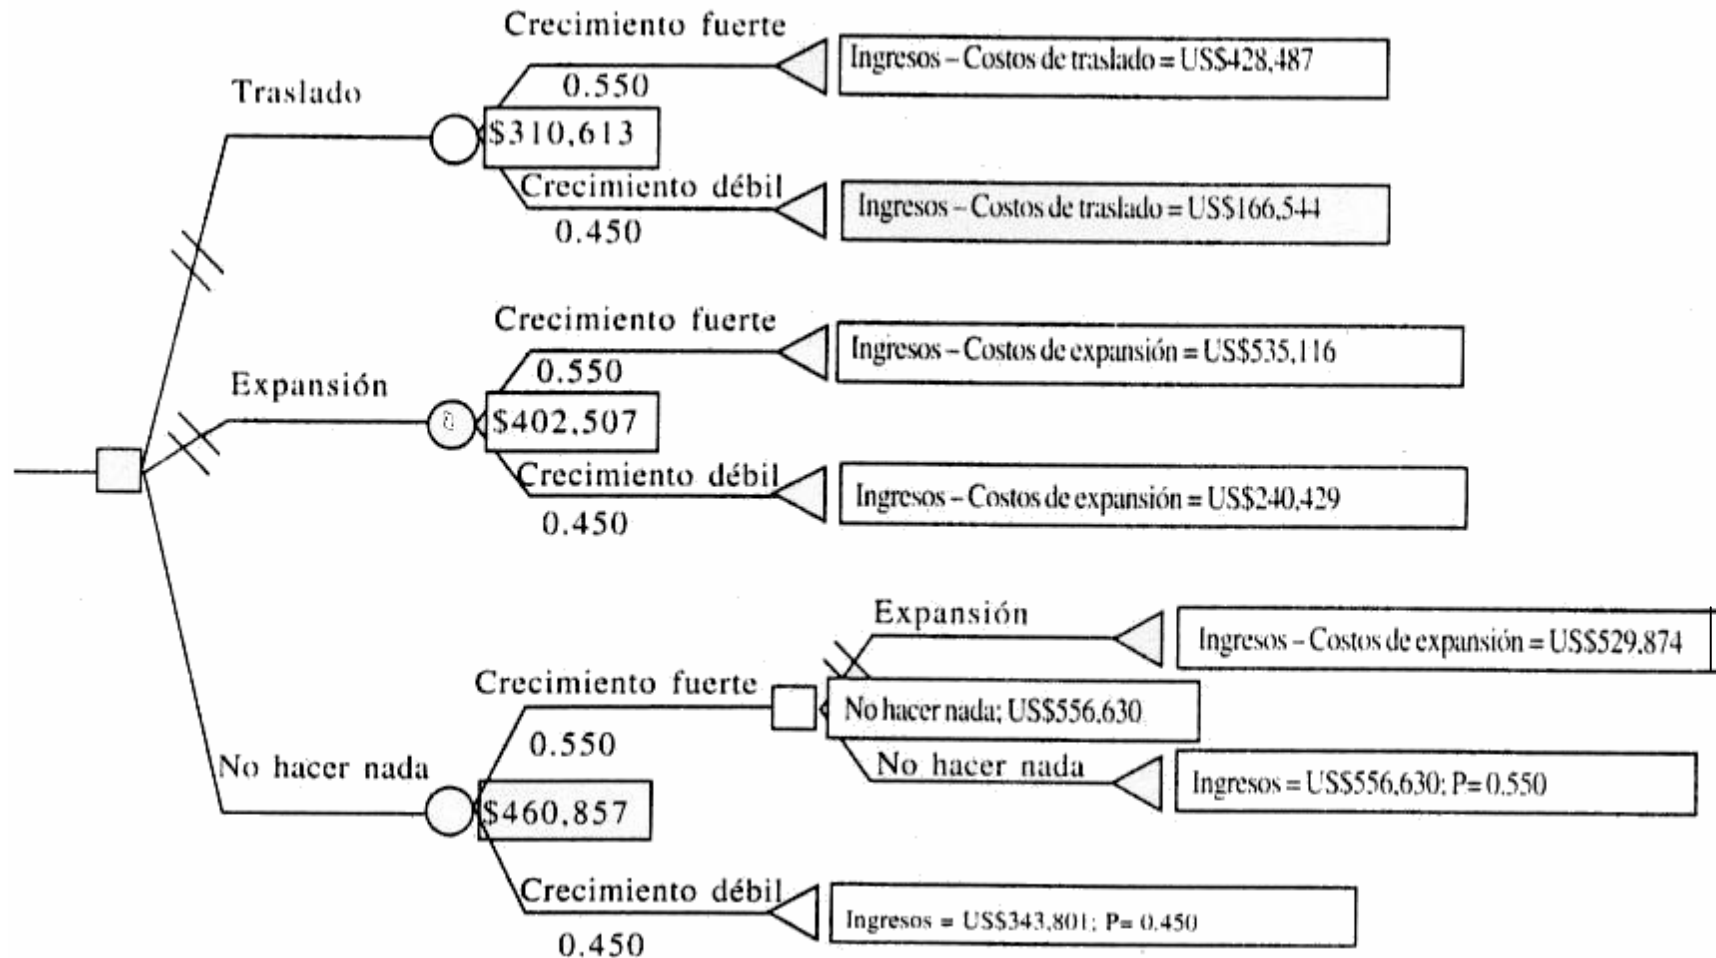 Crecimiento fuerte
Ingresos – Costos de traslado = US$428,487
0.550
Traslado
$310,613
Crecimiento débil
Ingresos – Costos de traslado = US$166,544
0.450
Crecimiento fuerte
Ingresos – Costos de expansión = US$535,116
0.550
Expansión
$402,507
Crecimiento débil
Ingresos – Costos de expansión = US$240,429
0.450
Expansión
Ingresos – Costos de expansión = US$529,874
Crecimiento fuerte
No hacer nada; US$556,630
0.550
No hacer nada
No hacer nada
Ingresos = US$556,630; P= 0.550
$460,857
Crecimiento débil
Ingresos = US$343,801; P= 0.450
0.450